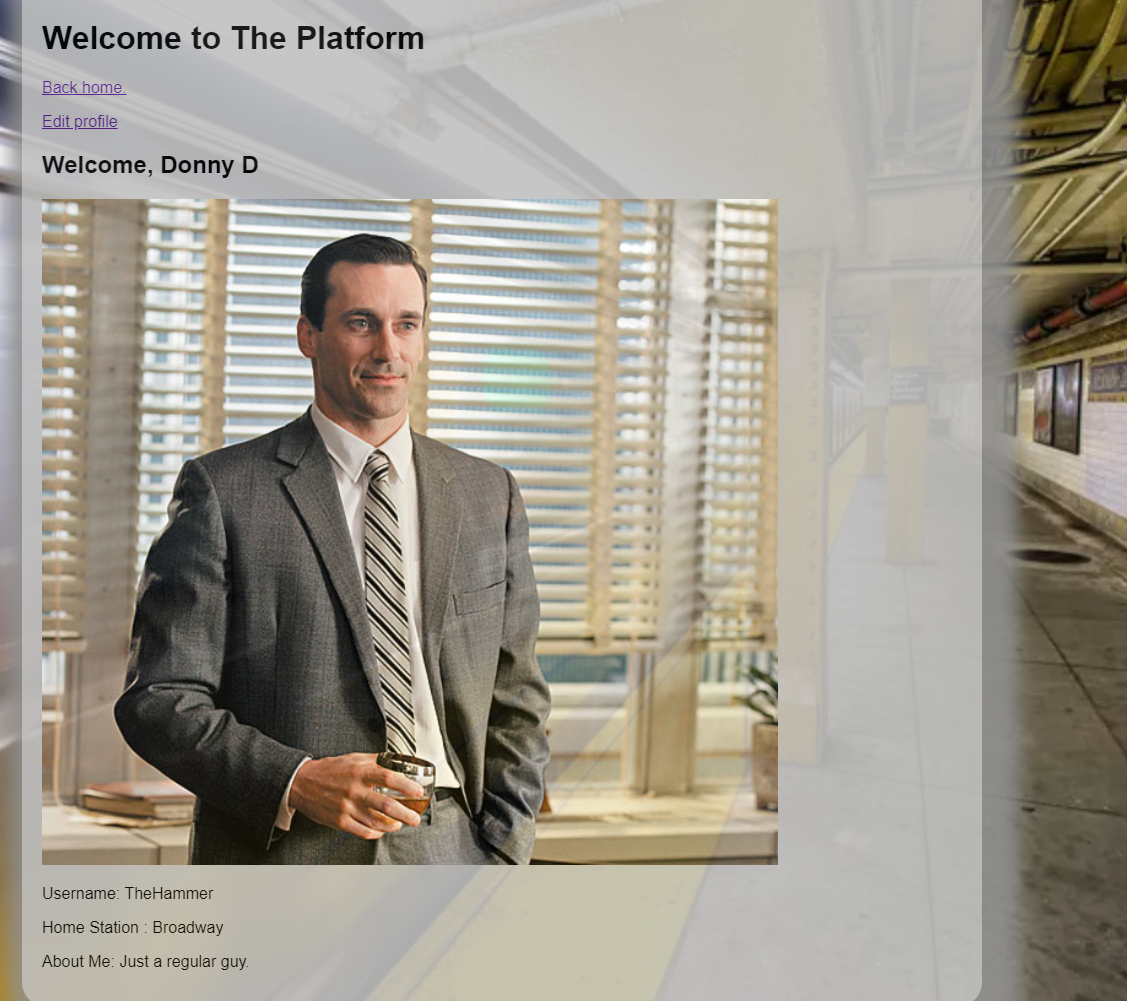 Welcome to The Platform
Back home.
Edit profile
Welcome, Donny D
Username: TheHammer
Home Station : Broadway
About Me: Just a regular guy.